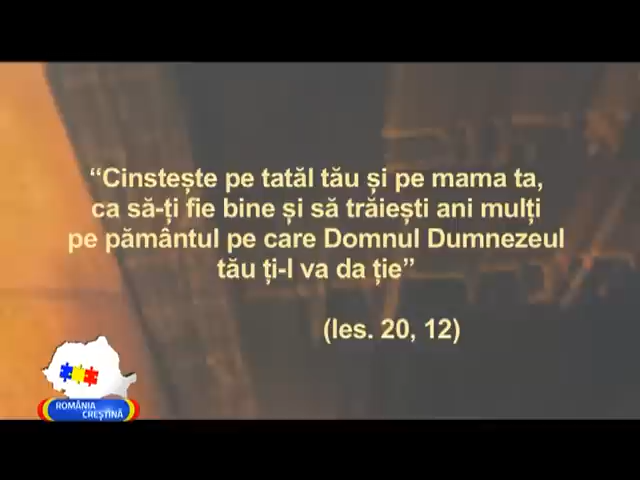 “Cinstește pe tatăl tău și pe mama ta,
ca să-ți fie bine și să trăiești ani mulți
pe pământul pe care Domnul Dumnezeul
tău ți-l va da ție”
(Ies. 20, 12)
ROMÂNIA
CREȘTINĂ